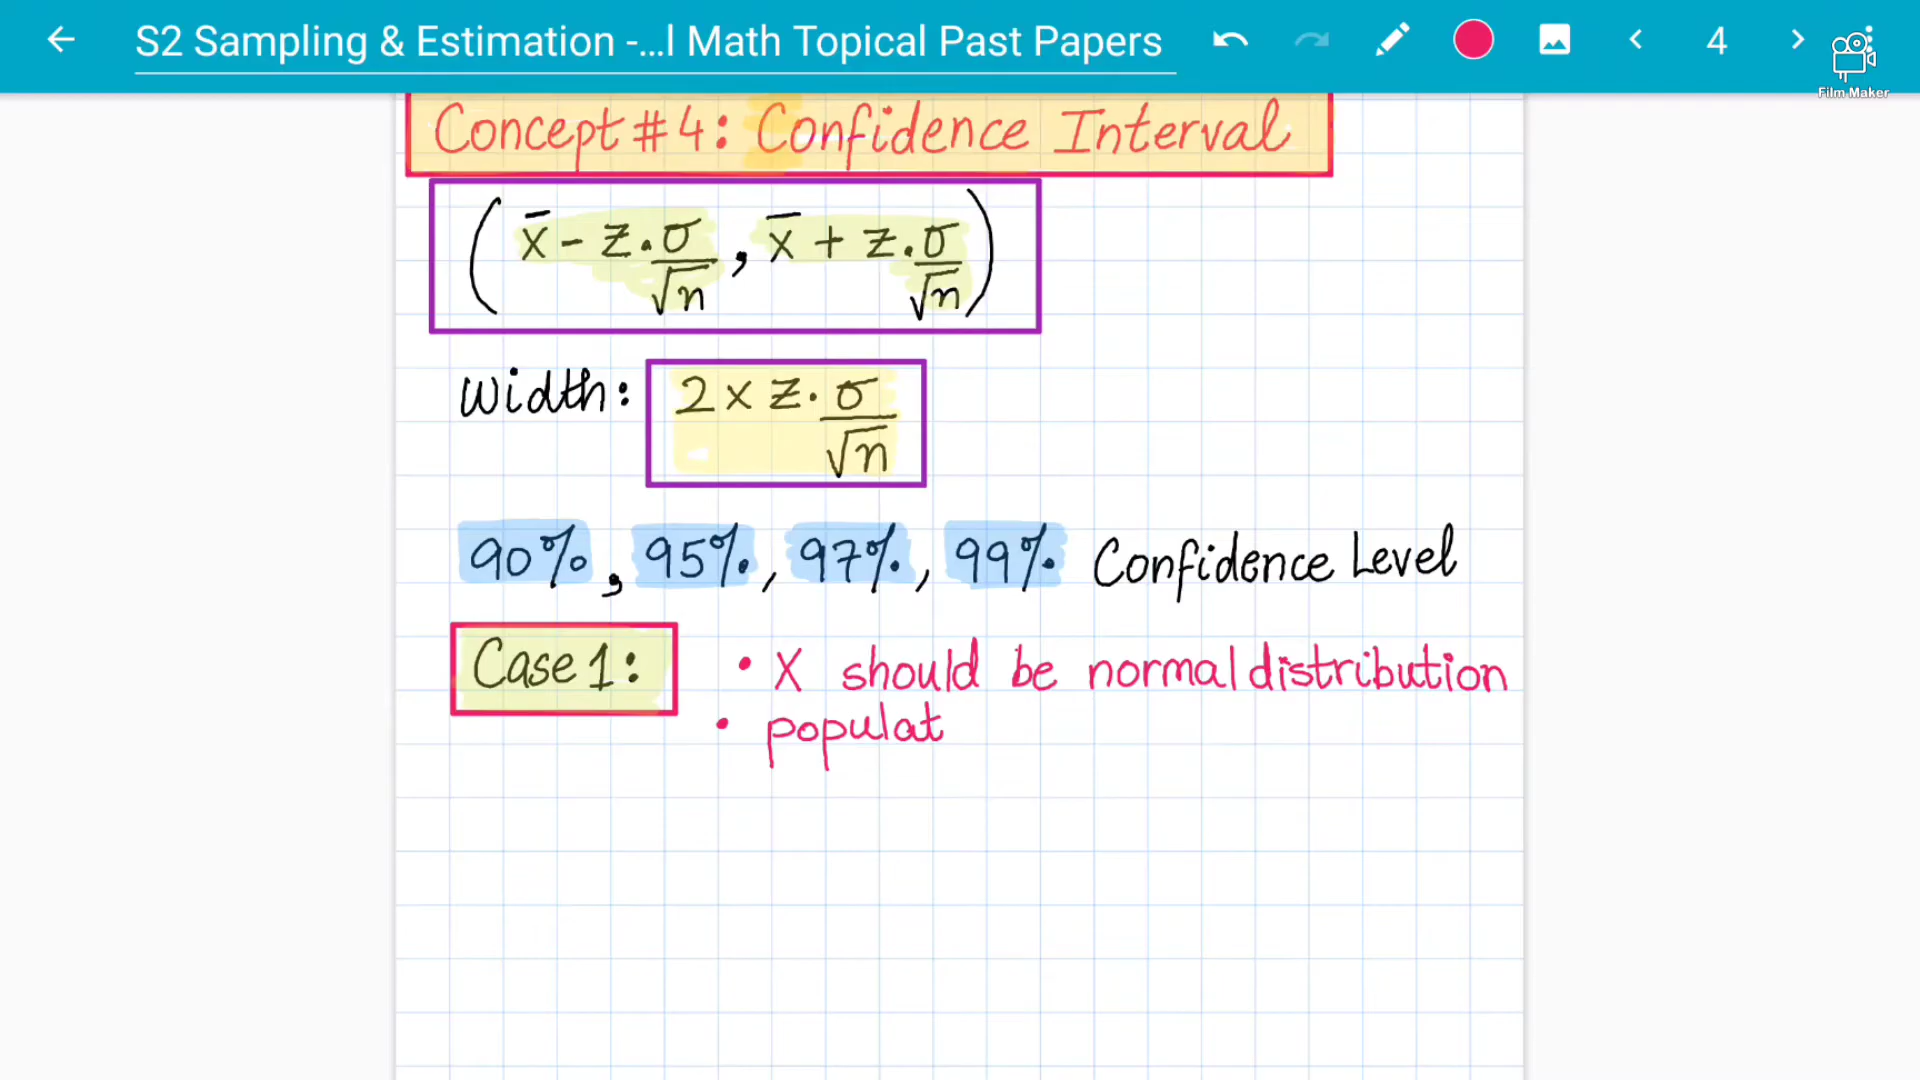 S2 Sampling & Estimation -...l Math Topical Past Papers 4
Film Maker
Concept #4: Confidence Interval
(x̄ - z.σ/√n, x̄ + z.σ/√n)
Width: 2 x z.σ/√n
90%, 95%, 97%, 99% Confidence Level
Case 1: • X should be normal distribution
• populat